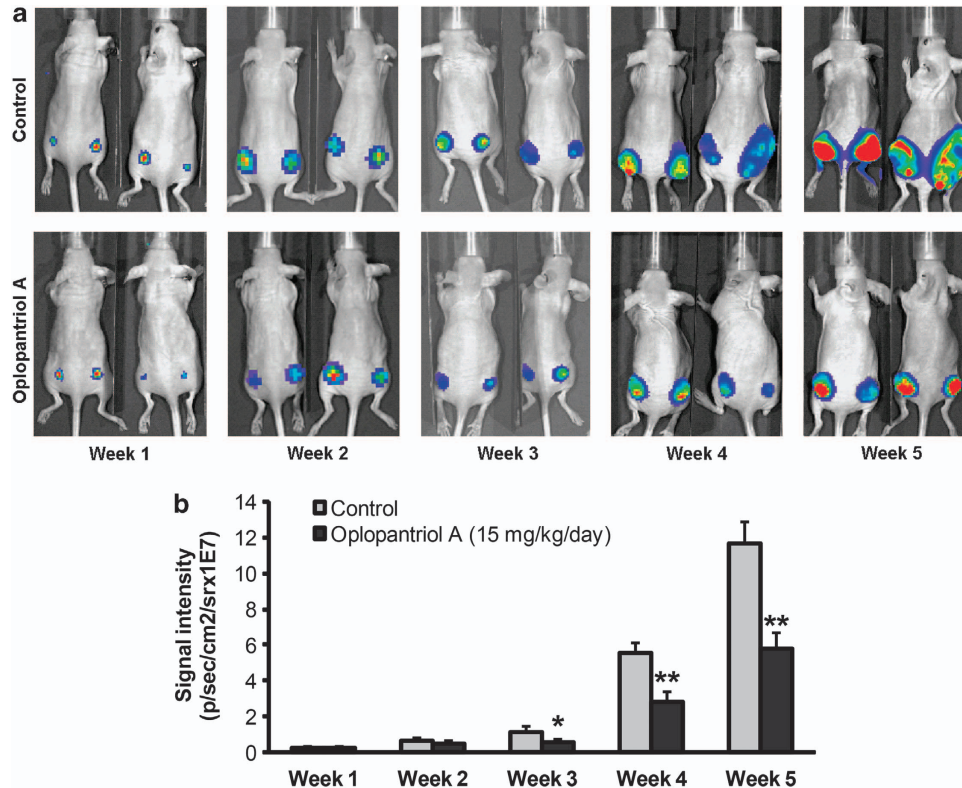 a
Control
Oplopantriol A
Week 1
Week 2
Week 3
Week 4
Week 5
b
Control
Oplopantriol A (15 mg/kg/day)
Signal intensity
(p/sec/cm2/srx1E7)
14
12
10
8
6
4
2
0
*
**
**
Week 1
Week 2
Week 3
Week 4
Week 5